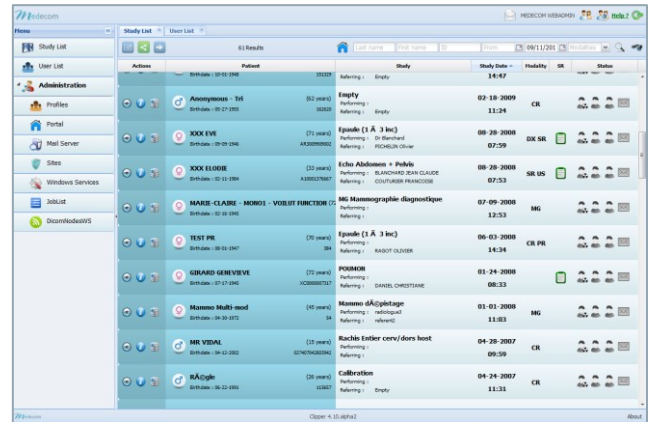 Medecom
MEDECOM WEBADMIN
Help ?
Menu
Study List
User List
Study List
User List
Administration
Profiles
Portal
Mail Server
Sites
Windows Services
JobList
DicomNodesWS
61 Results
Last name
First name
ID
From
09/11/201
Modalities
Actions
Patient
Study
Study Date
Modality
SR
Status
Referring : Empty
14:47
Anonymous - Tri
(62 years)
Empty
Performing :
Referring : Empty
02-18-2009
11:24
CR
XXX EVE
(71 years)
Epaule (1 Ã 3 inc)
Performing : Dr Blanchard
Referring : PICHELIN Olivier
08-28-2008
07:59
DX SR
XXX ELODIE
(33 years)
Echo Abdomen + Pelvis
Performing : BLANCHARD JEAN CLAUDE
Referring : COUTURIER FRANCOISE
08-28-2008
07:53
SR US
MARIE-CLAIRE - MONO1 - VOILUT FUNCTION
MG Mammographie diagnostique
Performing :
Referring :
07-09-2008
12:53
MG
TEST PR
(70 years)
Epaule (1 Ã 3 inc)
Performing :
Referring : RAGOT OLIVIER
06-03-2008
14:34
CR PR
GIRARD GENEVIEVE
(72 years)
POUMON
Performing :
Referring : DANIEL CHRISTIANE
01-24-2008
08:33
Mammo Multi-mod
(45 years)
Mammo dÃ©pistage
Performing : radiologue3
Referring : referent2
01-01-2008
11:03
MG
MR VIDAL
(15 years)
Rachis Entier cerv/dors host
Performing :
Referring :
04-28-2007
09:59
CR
RÃ©gle
(26 years)
Calibration
Performing :
Referring : Empty
04-24-2007
11:31
CR
Medecom
Clipper 4.10.alpha2
About